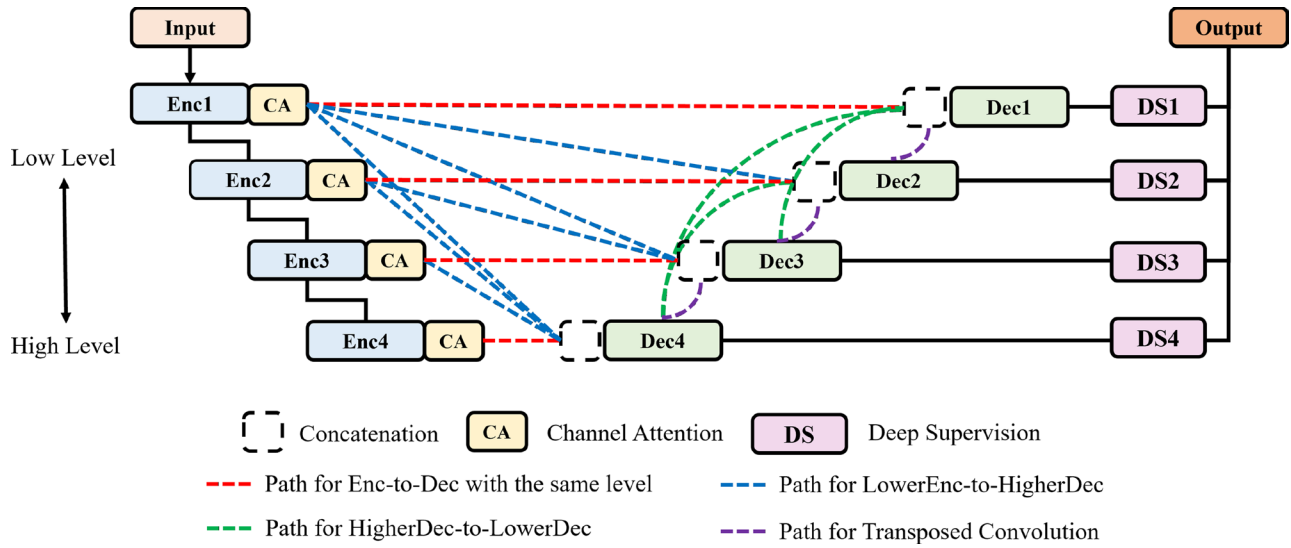 Input
Output
Enc1 CA
Dec1
DS1
Low Level
Enc2 CA
Dec2
DS2
Enc3 CA
Dec3
DS3
High Level
Enc4 CA
Dec4
DS4
Concatenation
CA Channel Attention
DS Deep Supervision
Path for Enc-to-Dec with the same level
Path for LowerEnc-to-HigherDec
Path for HigherDec-to-LowerDec
Path for Transposed Convolution